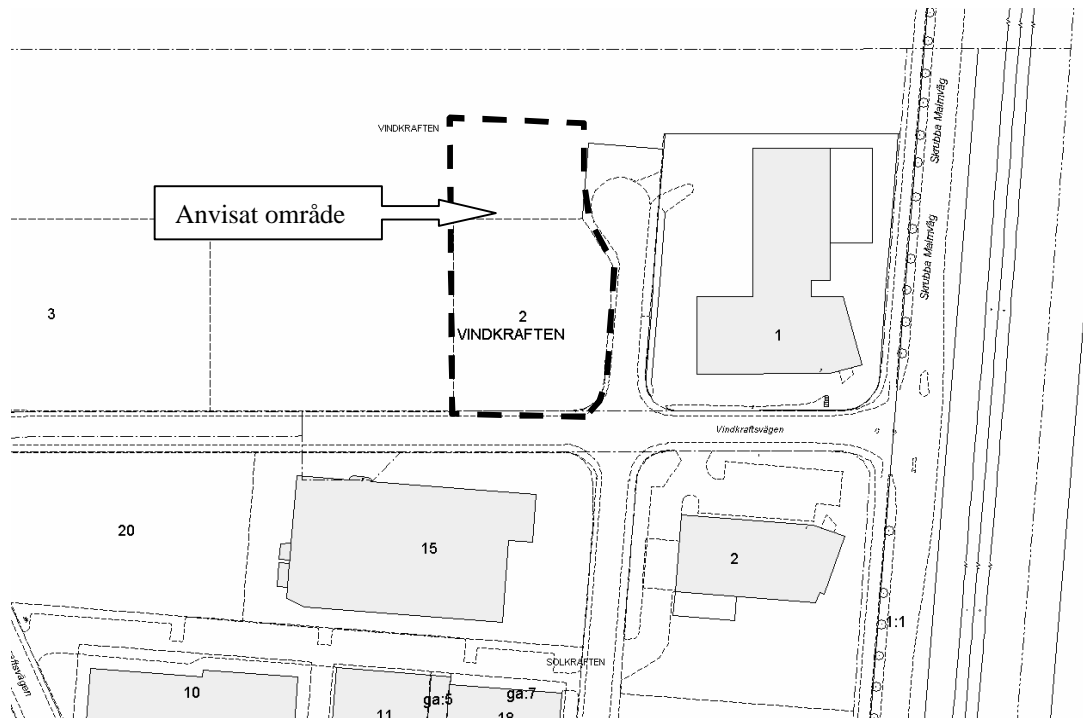 Skrubba Malmväg
VINDKRAFTEN
Anvisat område
Skrubba Malmväg
3
2
VINDKRAFTEN
1
Vindkraftsvägen
20
15
2
1:1
SOLKRAFTEN
ftsvägen
10
11
ga:5
ga:7
18